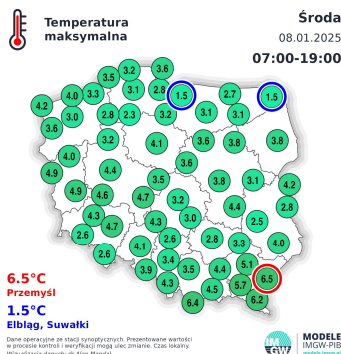 Temperatura
maksymalna
Środa
08.01.2025
07:00-19:00
3.5 3.2 3.6
4.2 4.0 3.3 3.1 2.8 1.5 2.7 1.5
3.6 3.0 2.8 2.3 3.2 3.1 3.1
3.2 4.1 3.6 3.8 3.8
4.0 3.6
4.9 4.4 3.5 3.8 3.1 4.2
4.9 4.6 4.7 3.2 4.4 2.8
4.3 4.7 4.3 3.0 2.5
2.6 4.1 2.6 2.8 3.3 4.0
2.6 3.9 3.4 3.5 4.4 5.1
4.3 4.5 5.7 6.5
6.4 6.2
6.5°C
Przemyśl
1.5°C
Elbląg, Suwałki
Dane operacyjne ze stacji synoptycznych. Prezentowane wartości
w procesie kontroli i weryfikacji mogą ulec zmianie. Czas lokalny.
IM
GW
MODELE
IMGW-PIB